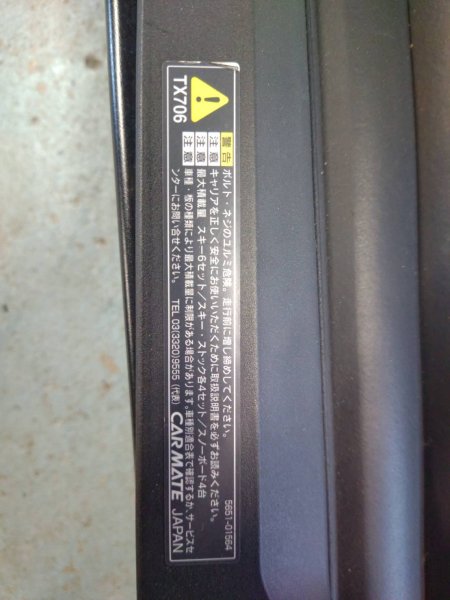 TX706
警告 ボルト・ネジのユルミ危険。走行前に増し締めしてください。
注意 キャリアを正しく安全にお使いいただくために取扱説明書を必ずお読みください。
注意 最大積載量 スキー6セット/スキー・ストック各4セット/スノーボード4台
車種・板の種類により最大積載量に制限がある場合があります。車種別適合表で確認するか、サービスセ
ンターにお問い合せください。 TEL 03(3320)9555 (代表) CARMATE JAPAN
5651-01564